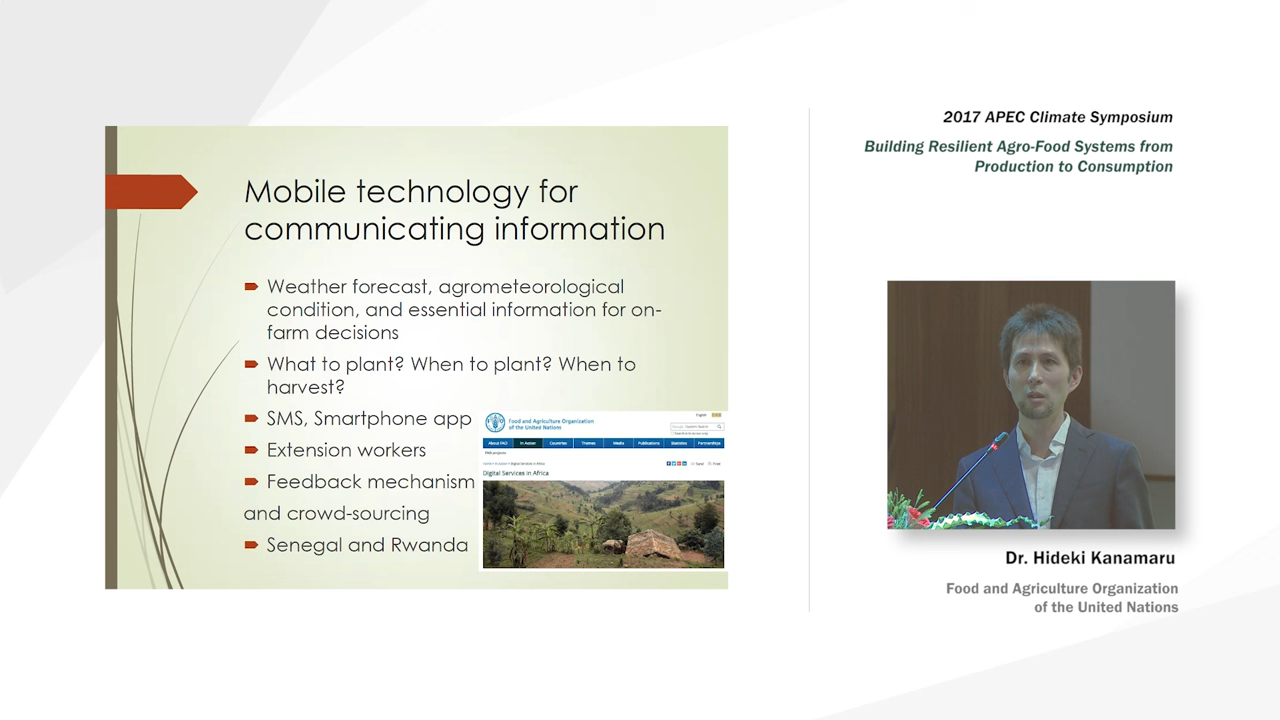 Mobile technology for
communicating information
Weather forecast, agrometeorological
condition, and essential information for on-
farm decisions
What to plant? When to plant? When to
harvest?
SMS, Smartphone app
Extension workers
Feedback mechanism
and crowd-sourcing
Senegal and Rwanda
English
Food and Agriculture Organization
of the United Nations
About FAO In Action Countries Themes Media Publications Statistics Partnerships
FAO projects
Digital Services in Africa
2017 APEC Climate Symposium
Building Resilient Agro-Food Systems from
Production to Consumption
Dr. Hideki Kanamaru
Food and Agriculture Organization
of the United Nations